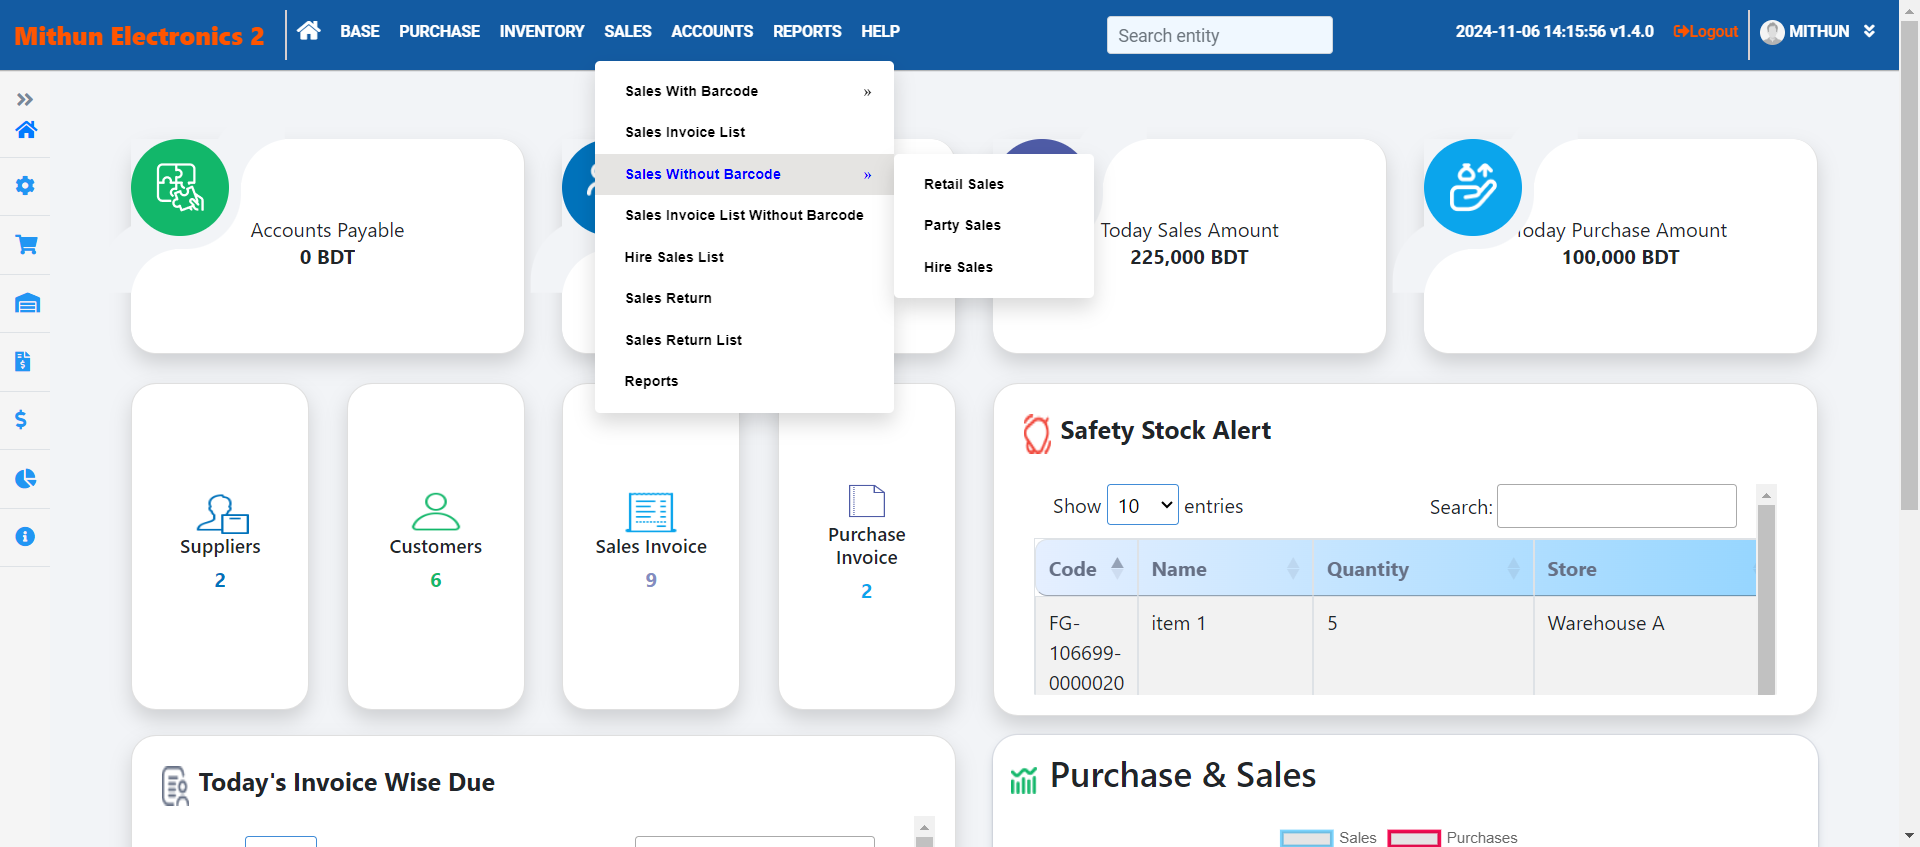 Mithun Electronics 2
BASE PURCHASE INVENTORY SALES ACCOUNTS REPORTS HELP
Search entity
2024-11-06 14:15:56 v1.4.0
Logout
MITHUN
Sales With Barcode »
Sales Invoice List
Sales Without Barcode »
Sales Invoice List Without Barcode
Hire Sales List
Sales Return
Sales Return List
Reports
Retail Sales
Party Sales
Hire Sales
Accounts Payable
0 BDT
Today Sales Amount
225,000 BDT
Today Purchase Amount
100,000 BDT
Suppliers
2
Customers
6
Sales Invoice
9
Purchase
Invoice
2
Safety Stock Alert
Show 10 entries
Search:
Code Name Quantity Store
FG-
106699-
0000020
item 1
5
Warehouse A
Today's Invoice Wise Due
Purchase & Sales
Sales Purchases